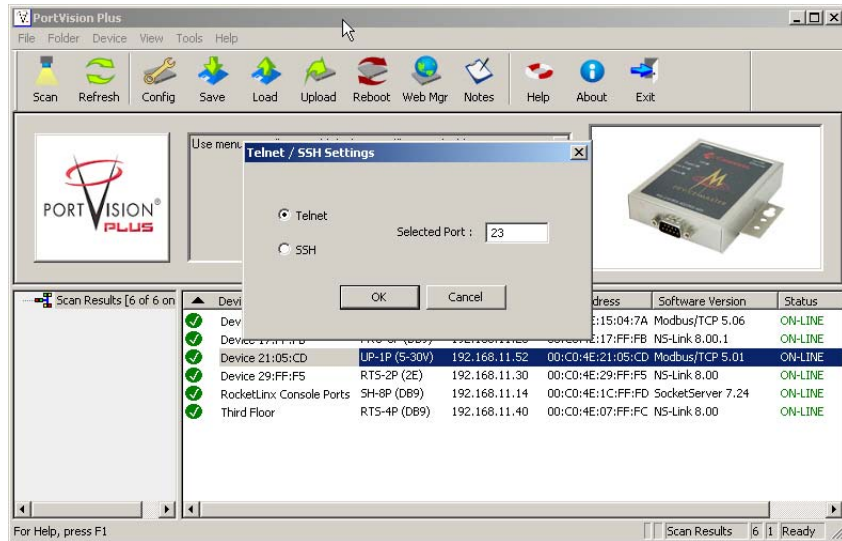 PortVision Plus
File Folder Device View Tools Help
Scan Refresh Config Save Load Upload Reboot Web Mgr Notes Help About Exit
Use menu
PORTVISION®
PLUS
Telnet / SSH Settings
Telnet
SSH
Selected Port : 23
OK Cancel
Scan Results [6 of 6 on
Software Version Status
Modbus/TCP 5.06 ON-LINE
NS-Link 8.00.1 ON-LINE
Device 21:05:CD UP-1P (5-30V) 192.168.11.52 00:C0:4E:21:05:CD Modbus/TCP 5.01 ON-LINE
Device 29:FF:F5 RTS-2P (2E) 192.168.11.30 00:C0:4E:29:FF:F5 NS-Link 8.00 ON-LINE
RocketLinx Console Ports SH-8P (DB9) 192.168.11.14 00:C0:4E:1C:FF:FD SocketServer 7.24 ON-LINE
Third Floor RTS-4P (DB9) 192.168.11.40 00:C0:4E:07:FF:FC NS-Link 8.00 ON-LINE
For Help, press F1
Scan Results 6 1 Ready